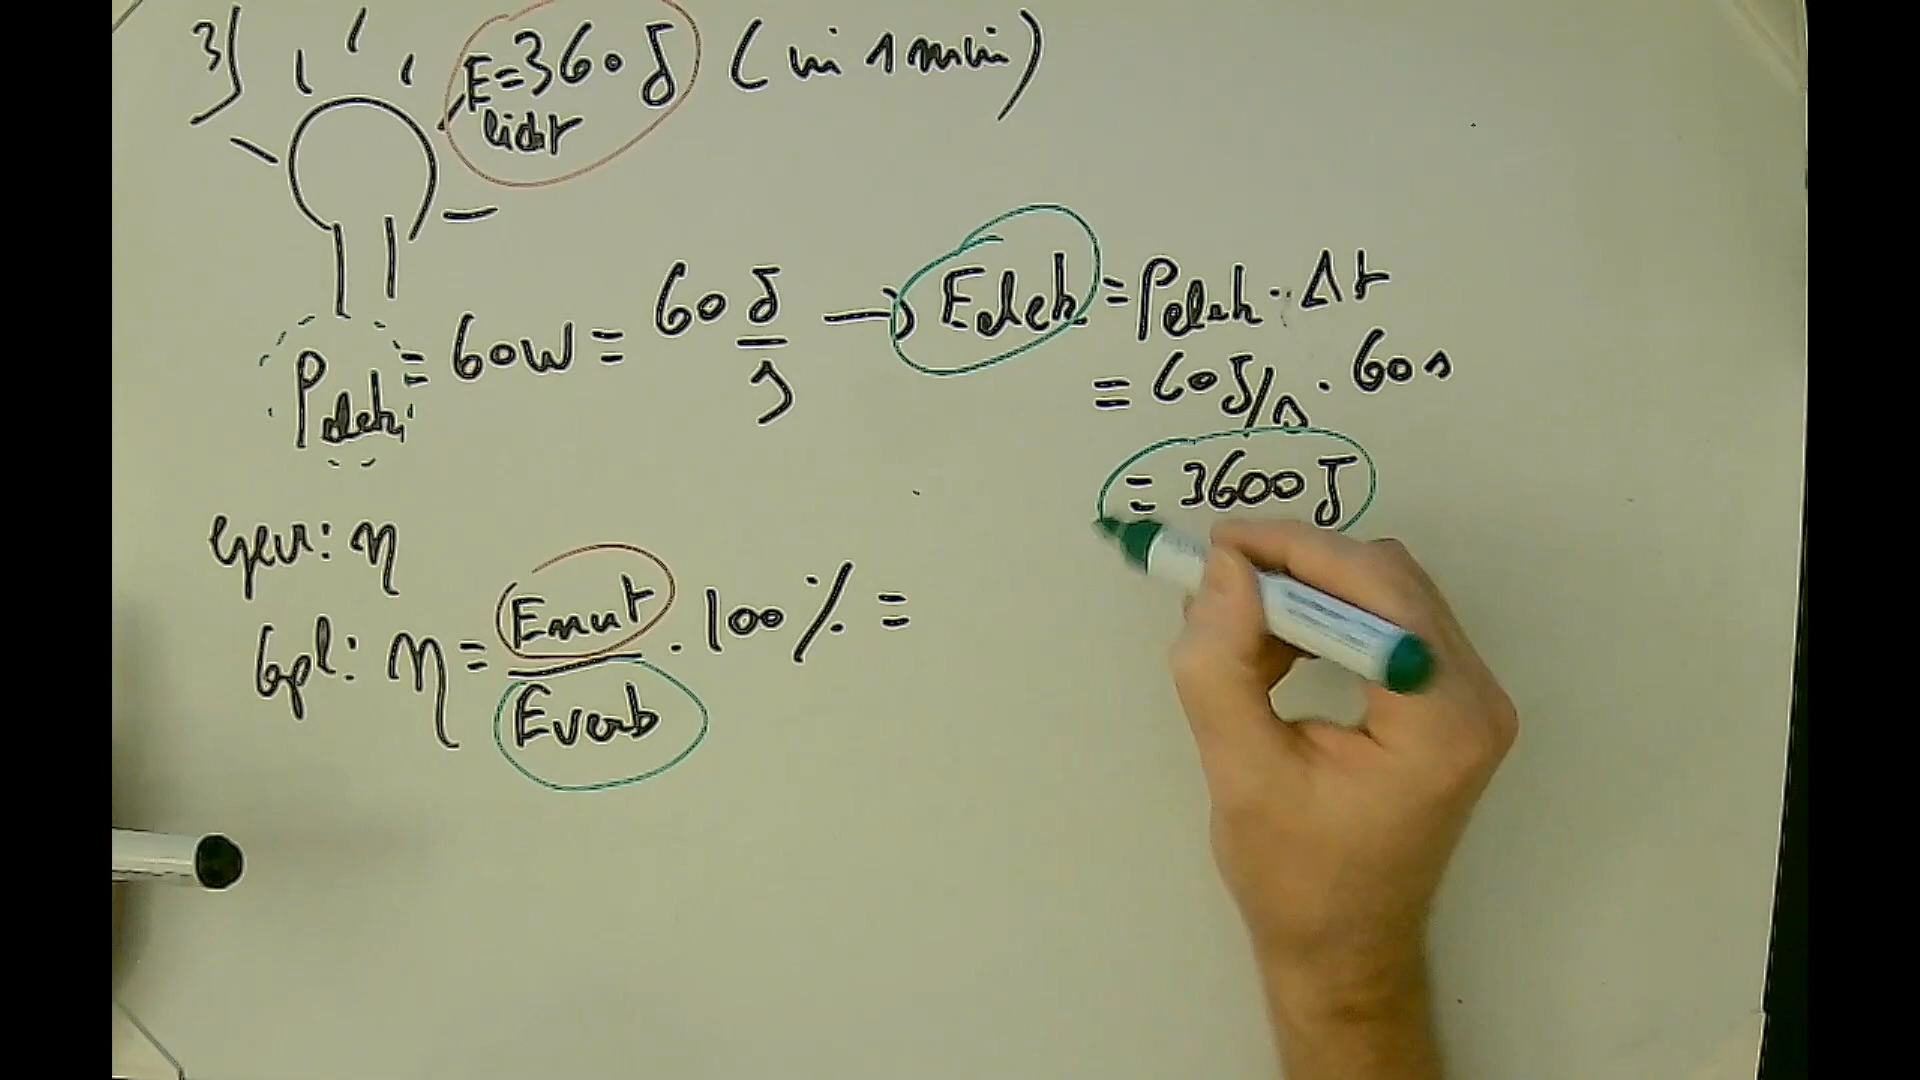 3) E=360 J (in 1 min)
licht
Pelek = 60W = 60 J/s → Eelek = Pelek · Δt
= 60 J/s · 60 s
= 3600 J
Gevr: η
Opl: η = Enut/Everb · 100 % =